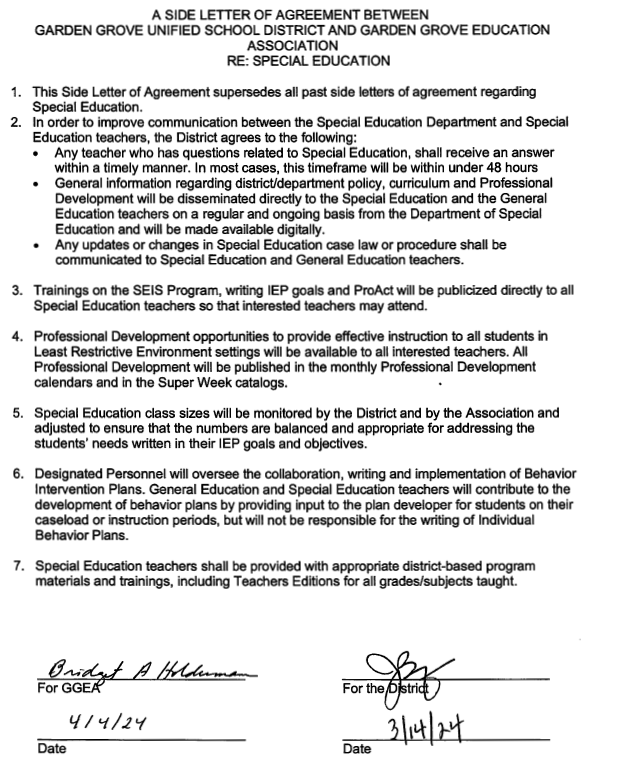 A SIDE LETTER OF AGREEMENT BETWEEN
GARDEN GROVE UNIFIED SCHOOL DISTRICT AND GARDEN GROVE EDUCATION
ASSOCIATION
RE: SPECIAL EDUCATION
1. This Side Letter of Agreement supersedes all past side letters of agreement regarding
Special Education.
2. In order to improve communication between the Special Education Department and Special
Education teachers, the District agrees to the following:
• Any teacher who has questions related to Special Education, shall receive an answer
within a timely manner. In most cases, this timeframe will be within under 48 hours
• General information regarding district/department policy, curriculum and Professional
Development will be disseminated directly to the Special Education and the General
Education teachers on a regular and ongoing basis from the Department of Special
Education and will be made available digitally.
• Any updates or changes in Special Education case law or procedure shall be
communicated to Special Education and General Education teachers.
3. Trainings on the SEIS Program, writing IEP goals and ProAct will be publicized directly to all
Special Education teachers so that interested teachers may attend.
4. Professional Development opportunities to provide effective instruction to all students in
Least Restrictive Environment settings will be available to all interested teachers. All
Professional Development will be published in the monthly Professional Development
calendars and in the Super Week catalogs.
5. Special Education class sizes will be monitored by the District and by the Association and
adjusted to ensure that the numbers are balanced and appropriate for addressing the
students' needs written in their IEP goals and objectives.
6. Designated Personnel will oversee the collaboration, writing and implementation of Behavior
Intervention Plans. General Education and Special Education teachers will contribute to the
development of behavior plans by providing input to the plan developer for students on their
caseload or instruction periods, but will not be responsible for the writing of Individual
Behavior Plans.
7. Special Education teachers shall be provided with appropriate district-based program
materials and trainings, including Teachers Editions for all grades/subjects taught.
Bridget A Holderman
For GGEA
For the District
4/4/24
3/14/24
Date
Date